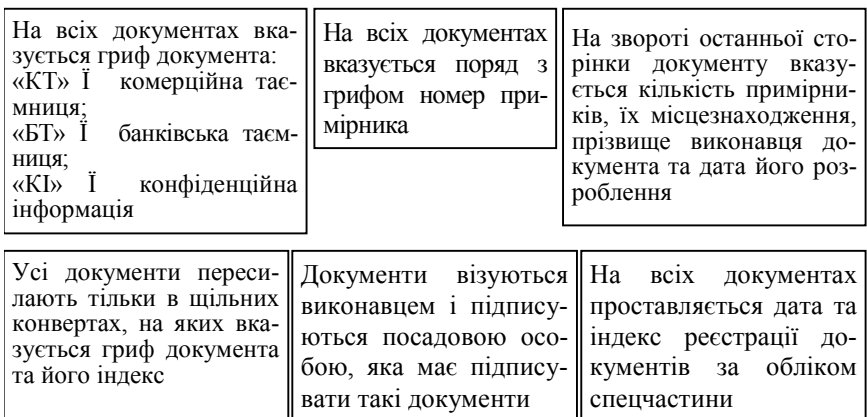 На всіх документах вка-
зується гриф документа:
«КТ» Ї комерційна тає-
мниця;
«БТ» Ї банківська таєм-
ниця;
«КІ» Ї конфіденційна
інформація
На всіх документах
вказується поряд з
грифом номер при-
мірника
На звороті останньої сто-
рінки документу вказу-
ється кількість примірни-
ків, їх місцезнаходження,
прізвище виконавця до-
кумента та дата його роз-
роблення
Усі документи переси-
лають тільки в щільних
конвертах, на яких вка-
зується гриф документа
та його індекс
Документи візуються
виконавцем і підпису-
ються посадовою осо-
бою, яка має підпису-
вати такі документи
На всіх документах
проставляється дата та
індекс реєстрації до-
кументів за обліком
спецчастини